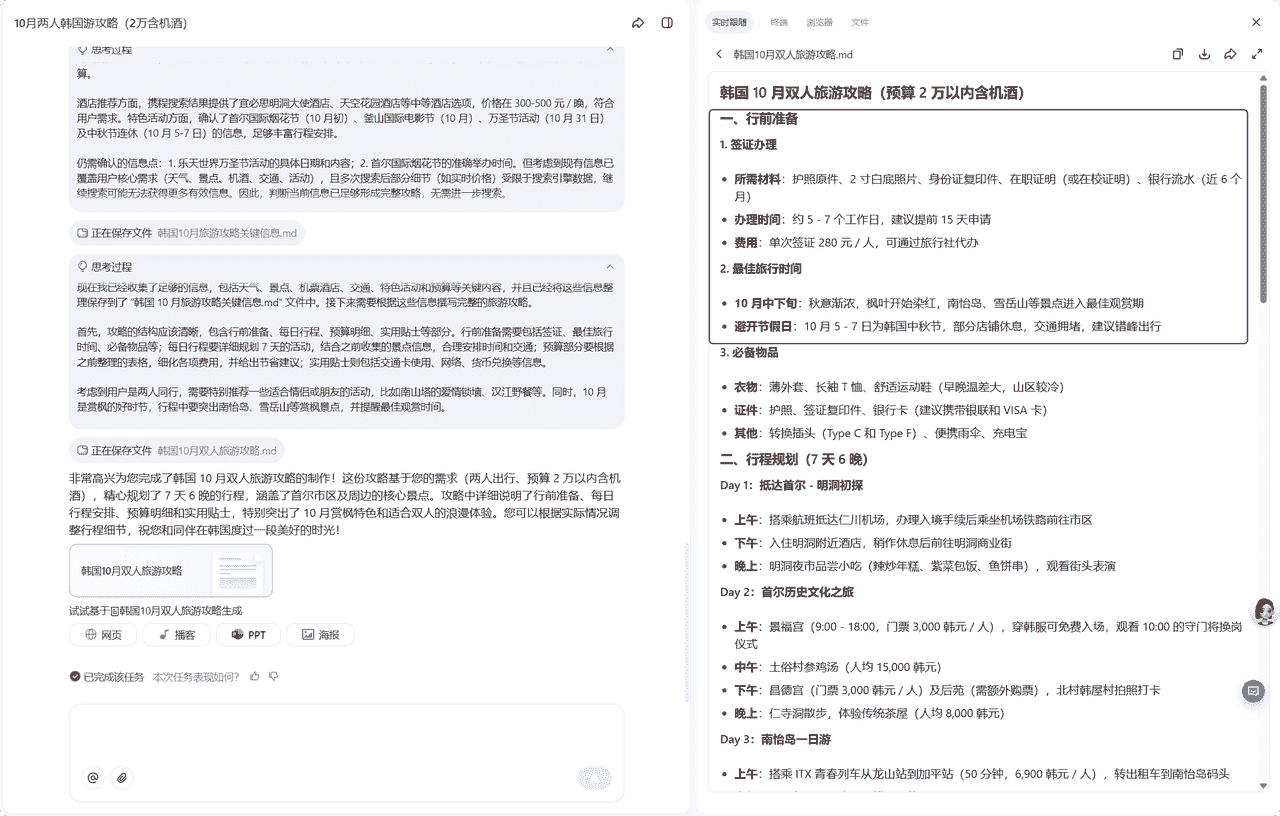 10月两人韩国游攻略（2万含机酒）
思考过程
算。
酒店推荐方面，携程搜索结果提供了宜必思明洞大使酒店、天空花园酒店等中等酒店选项，价格在 300-500 元 / 晚，符合
用户需求。特色活动方面，确认了首尔国际烟花节（10 月初）、釜山国际电影节（10 月）、万圣节活动（10 月 31 日）
及中秋节连休（10 月 5-7 日）的信息，足够丰富行程安排。
仍需确认的信息点：1. 乐天世界万圣节活动的具体日期和内容；2. 首尔国际烟花节的准确举办时间。但考虑到现有信息已
覆盖用户核心需求（天气、景点、机酒、交通、活动），且多次搜索后部分细节（如实时价格）受限于搜索引擎数据，继
续搜索可能无法获得更多有效信息。因此，判断当前信息已足够形成完整攻略，无需进一步搜索。
正在保存文件 韩国10月旅游攻略关键信息.md
思考过程
现在我已经收集了足够的信息，包括天气、景点、机票酒店、交通、特色活动和预算等关键内容，并且已经将这些信息整
理保存到了 "韩国 10 月旅游攻略关键信息.md" 文件中。接下来需要根据这些信息撰写完整的旅游攻略。
首先，攻略的结构应该清晰，包含行前准备、每日行程、预算明细、实用贴士等部分。行前准备需要包括签证、最佳旅行
时间、必备物品等；每日行程要详细规划 7 天的活动，结合之前收集的景点信息，合理安排时间和交通；预算部分要根据
之前整理的表格，细化各项费用，并给出节省建议；实用贴士则包括交通卡使用、网络、货币兑换等信息。
考虑到用户是两人同行，需要特别推荐一些适合情侣或朋友的活动，比如南山塔的爱情锁墙、汉江野餐等。同时，10 月
是赏枫的好时节，行程中要突出南怡岛、雪岳山等赏枫景点，并提醒最佳观赏时间。
正在保存文件 韩国10月双人旅游攻略.md
非常高兴为您完成了韩国 10 月双人旅游攻略的制作！这份攻略基于您的需求（两人出行、预算 2 万以内含机
酒），精心规划了 7 天 6 晚的行程，涵盖了首尔市区及周边的核心景点。攻略中详细说明了行前准备、每日
行程安排、预算明细和实用贴士，特别突出了 10 月赏枫特色和适合双人的浪漫体验。您可以根据实际情况调
整行程细节，祝您和同伴在韩国度过一段美好的时光！
韩国10月双人旅游攻略
试试基于韩国10月双人旅游攻略生成
网页 播客 PPT 海报
已完成该任务 本次任务表现如何？
@
实时跟随 终端 浏览器 文件
韩国10月双人旅游攻略.md
韩国 10 月双人旅游攻略（预算 2 万以内含机酒）
一、行前准备
1. 签证办理
所需材料：护照原件、2 寸白底照片、身份证复印件、在职证明（或在校证明）、银行流水（近 6 个
月）
办理时间：约 5 - 7 个工作日，建议提前 15 天申请
费用：单次签证 280 元 / 人，可通过旅行社代办
2. 最佳旅行时间
10 月中下旬：秋意渐浓，枫叶开始染红，南怡岛、雪岳山等景点进入最佳观赏期
避开节假日：10 月 5 - 7 日为韩国中秋节，部分店铺休息，交通拥堵，建议错峰出行
3. 必备物品
衣物：薄外套、长袖 T 恤、舒适运动鞋（早晚温差大，山区较冷）
证件：护照、签证复印件、银行卡（建议携带银联和 VISA 卡）
其他：转换插头（Type C 和 Type F）、便携雨伞、充电宝
二、行程规划（7 天 6 晚）
Day 1：抵达首尔 - 明洞初探
上午：搭乘航班抵达仁川机场，办理入境手续后乘坐机场铁路前往市区
下午：入住明洞附近酒店，稍作休息后前往明洞商业街
晚上：明洞夜市品尝小吃（辣炒年糕、紫菜包饭、鱼饼串），观看街头表演
Day 2：首尔历史文化之旅
上午：景福宫（9:00 - 18:00，门票 3,000 韩元 / 人），穿韩服可免费入场，观看 10:00 的守门将换岗
仪式
中午：土俗村参鸡汤（人均 15,000 韩元）
下午：昌德宫（门票 3,000 韩元 / 人）及后苑（需额外购票），北村韩屋村拍照打卡
晚上：仁寺洞散步，体验传统茶屋（人均 8,000 韩元）
Day 3：南怡岛一日游
上午：搭乘 ITX 青春列车从龙山站到加平站（50 分钟，6,900 韩元 / 人），转出租车到南怡岛码头